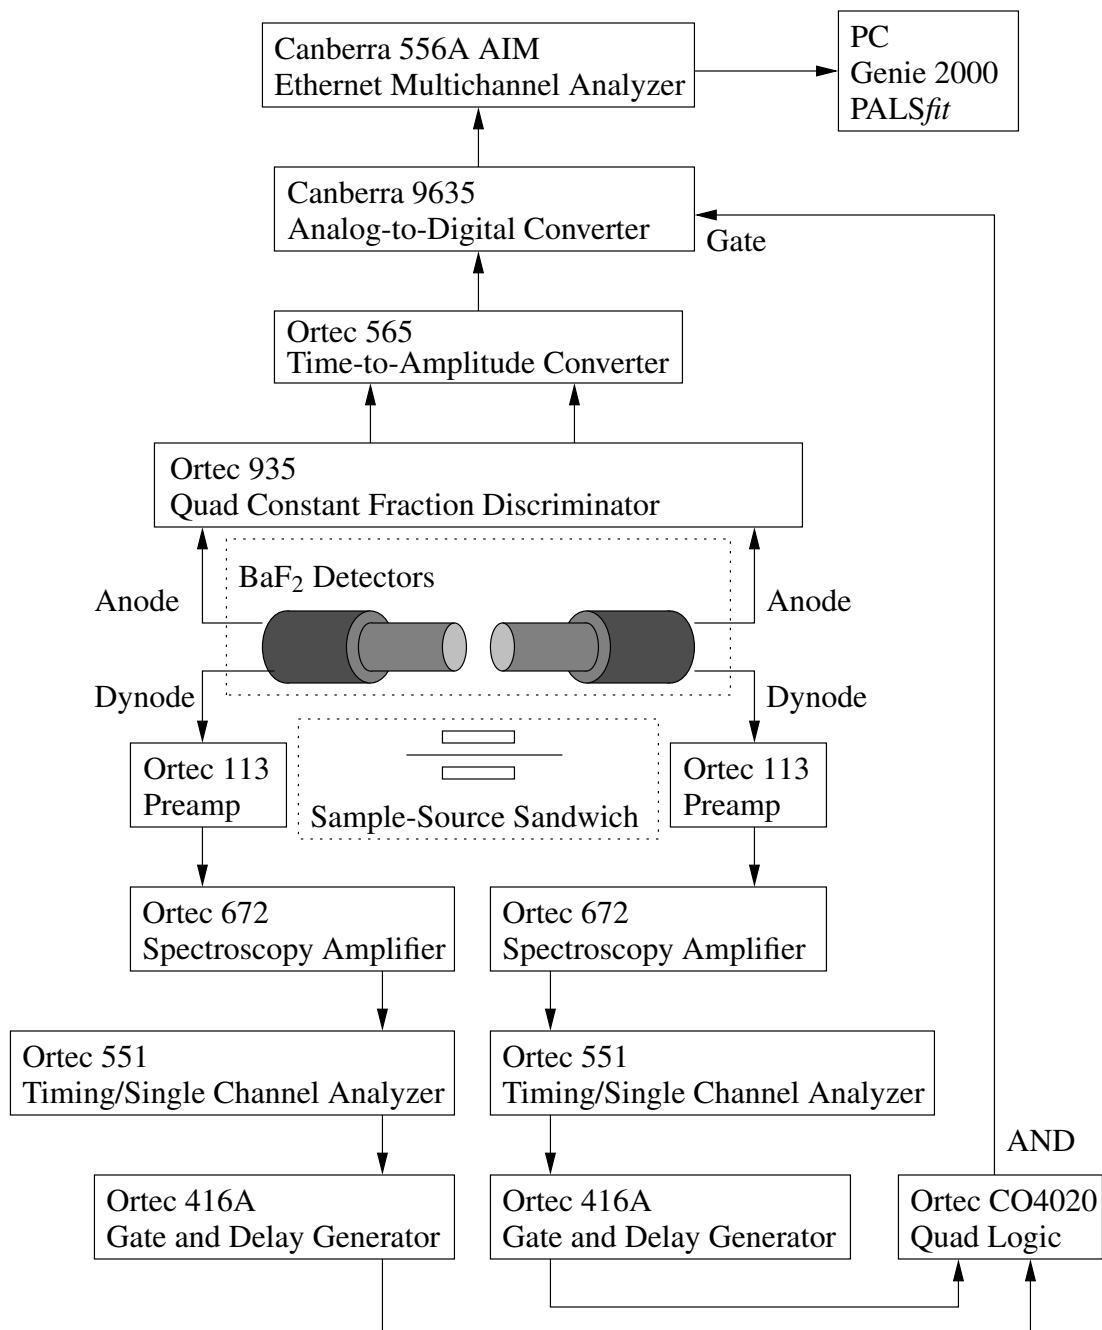 Canberra 556A AIM
Ethernet Multichannel Analyzer
PC
Genie 2000
PALSfit
Canberra 9635
Analog-to-Digital Converter
Gate
Ortec 565
Time-to-Amplitude Converter
Ortec 935
Quad Constant Fraction Discriminator
BaF₂ Detectors
Anode
Anode
Dynode
Dynode
Ortec 113
Preamp
Sample-Source Sandwich
Ortec 113
Preamp
Ortec 672
Spectroscopy Amplifier
Ortec 672
Spectroscopy Amplifier
Ortec 551
Timing/Single Channel Analyzer
Ortec 551
Timing/Single Channel Analyzer
AND
Ortec 416A
Gate and Delay Generator
Ortec 416A
Gate and Delay Generator
Ortec CO4020
Quad Logic